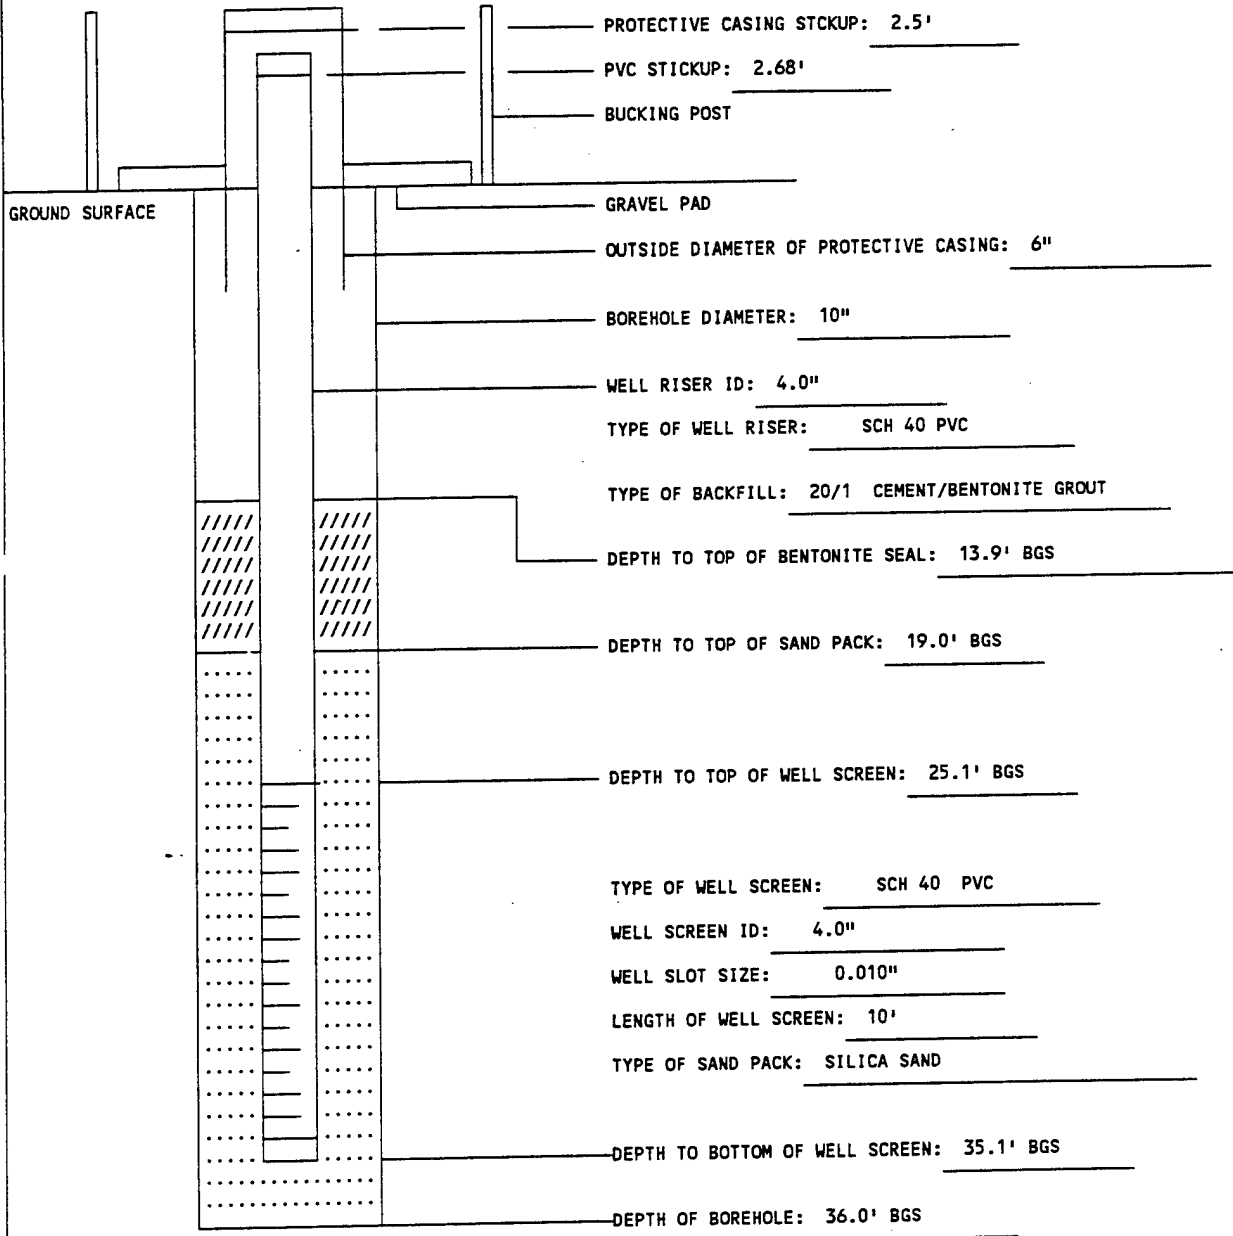 PROTECTIVE CASING STCKUP: 2.5'
PVC STICKUP: 2.68'
BUCKING POST
GROUND SURFACE
GRAVEL PAD
OUTSIDE DIAMETER OF PROTECTIVE CASING: 6"
BOREHOLE DIAMETER: 10"
WELL RISER ID: 4.0"
TYPE OF WELL RISER: SCH 40 PVC
TYPE OF BACKFILL: 20/1 CEMENT/BENTONITE GROUT
DEPTH TO TOP OF BENTONITE SEAL: 13.9' BGS
DEPTH TO TOP OF SAND PACK: 19.0' BGS
DEPTH TO TOP OF WELL SCREEN: 25.1' BGS
TYPE OF WELL SCREEN: SCH 40 PVC
WELL SCREEN ID: 4.0"
WELL SLOT SIZE: 0.010"
LENGTH OF WELL SCREEN: 10'
TYPE OF SAND PACK: SILICA SAND
DEPTH TO BOTTOM OF WELL SCREEN: 35.1' BGS
DEPTH OF BOREHOLE: 36.0' BGS